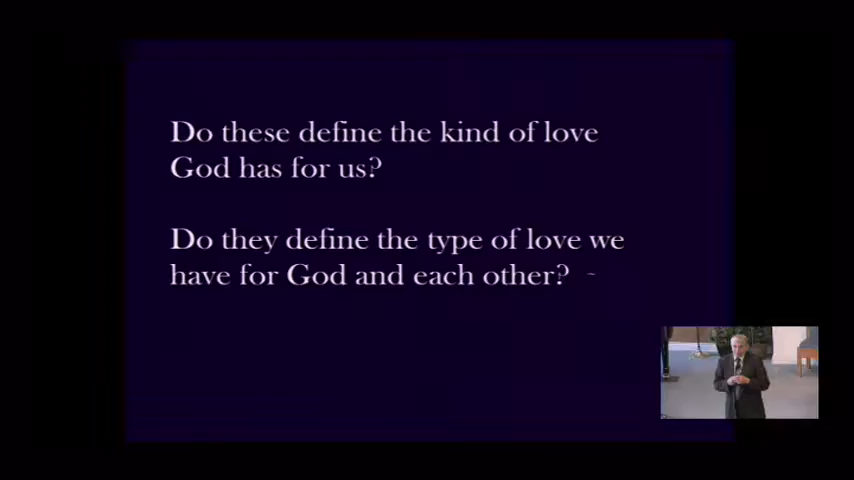 Do these define the kind of love
God has for us?
Do they define the type of love we
have for God and each other? ~